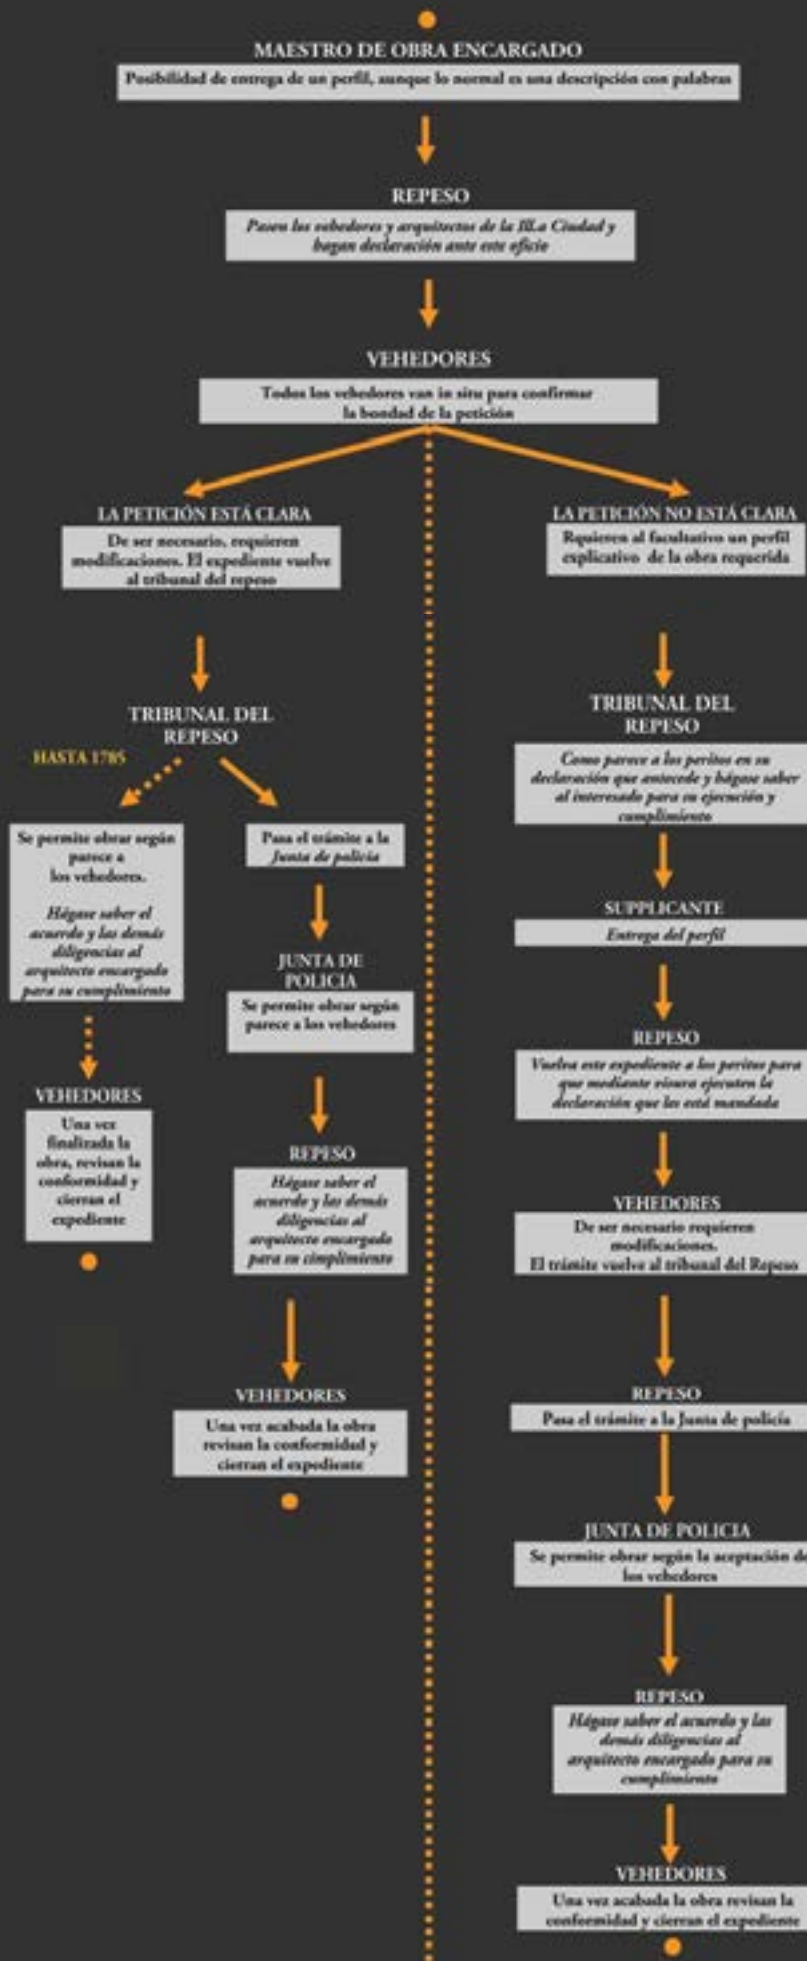 MAESTRO DE OBRA ENCARGADO
Posibilidad de entrega de un perfil, aunque lo normal es una descripción con palabras
REPESO
Pasen los vehedores y arquitectos de la Ill.a Ciudad y
hagan declaración ante este oficio
VEHEDORES
Todos los vehedores van in situ para confirmar
la bondad de la petición
LA PETICIÓN ESTÁ CLARA
De ser necesario, requieren
modificaciones. El expediente vuelve
al tribunal del repeso
TRIBUNAL DEL
REPESO
HASTA 1785
Se permite obrar según
parece a
los vehedores.
Hágase saber el
acuerdo y las demás
diligencias al
arquitecto encargado
para su cumplimiento
VEHEDORES
Una vez
finalizada la
obra, revisan la
conformidad y
cierran el
expediente
Pasa el trámite a la
Junta de policía
JUNTA DE
POLICIA
Se permite obrar según
parece a los vehedores
REPESO
Hágase saber el
acuerdo y las demás
diligencias al
arquitecto encargado
para su cimplimiento
VEHEDORES
Una vez acabada la obra
revisan la conformidad y
cierran el expediente
LA PETICIÓN NO ESTÁ CLARA
Rquieren al facultativo un perfil
explicativo de la obra requerida
TRIBUNAL DEL
REPESO
Como parece a los peritos en su
declaración que antecede y hágase saber
al interesado para su ejecución y
cumplimiento
SUPPLICANTE
Entrega del perfil
REPESO
Vuelva este expediente a los peritos para
que mediante visura ejecuten la
declaración que les está mandada
VEHEDORES
De ser necesario requieren
modificaciones.
El trámite vuelve al tribunal del Repeso
REPESO
Pasa el trámite a la Junta de policía
JUNTA DE POLICIA
Se permite obrar según la aceptación de
los vehedores
REPESO
Hágase saber el acuerdo y las
demás diligencias al
arquitecto encargado para su
cumplimiento
VEHEDORES
Una vez acabada la obra revisan la
conformidad y cierran el expediente